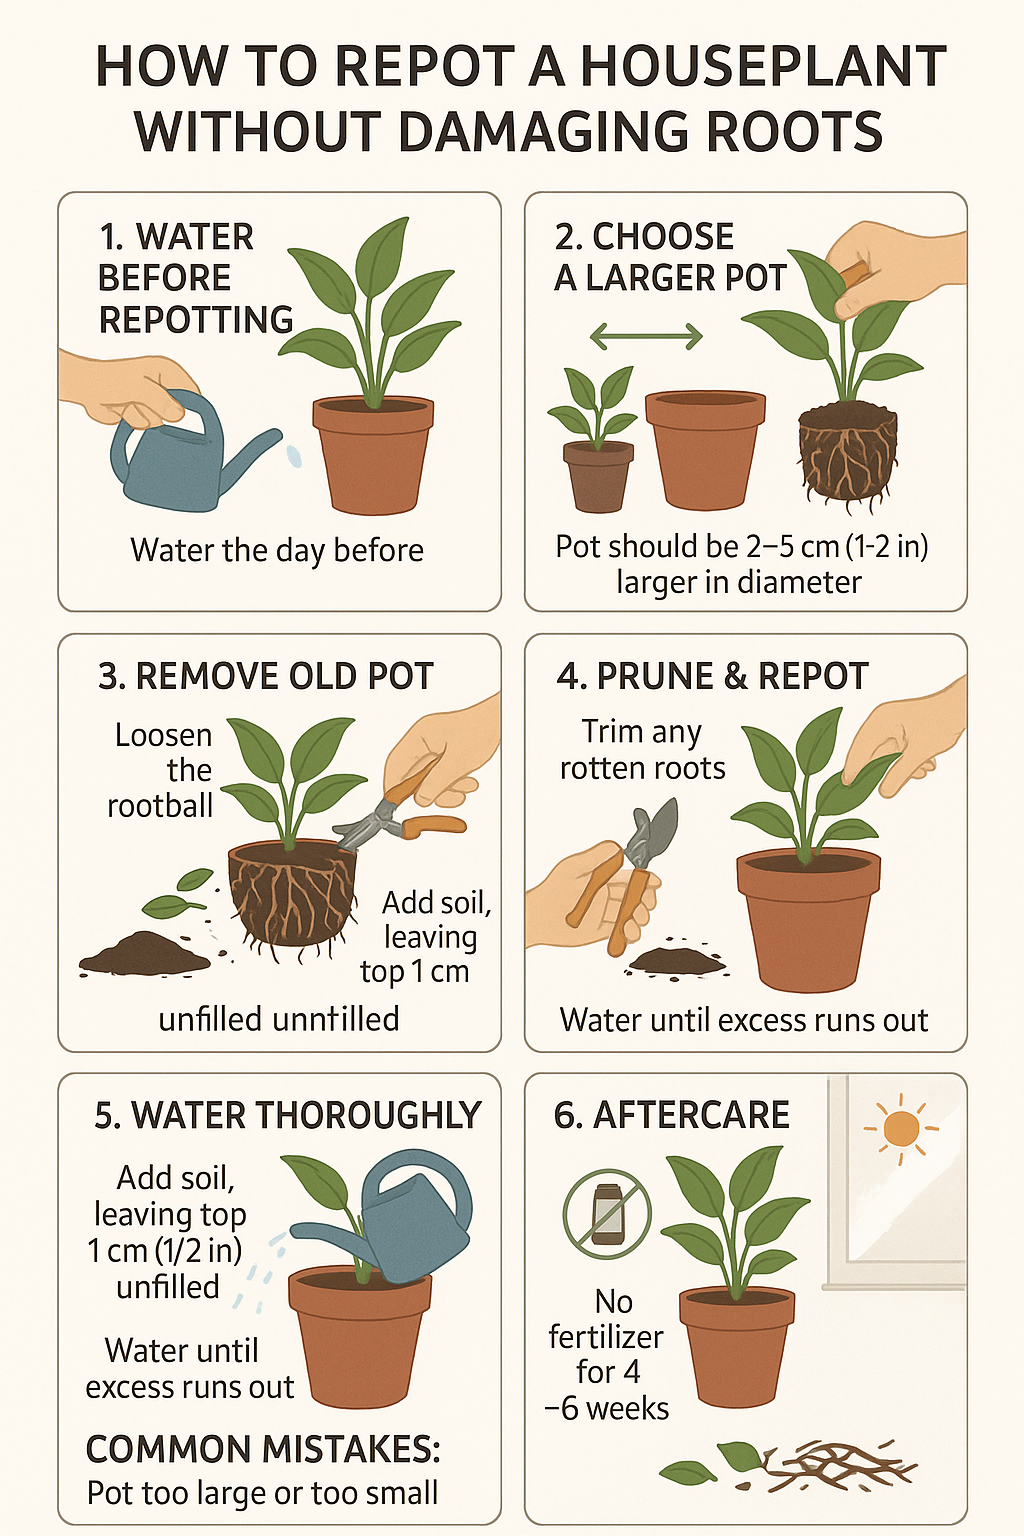 HOW TO REPOT A HOUSEPLANT
WITHOUT DAMAGING ROOTS
1. WATER
BEFORE
REPOTTING
Water the day before
2. CHOOSE
A LARGER POT
Pot should be 2–5 cm (1-2 in)
larger in diameter
3. REMOVE OLD POT
Loosen
the
rootball
Add soil,
leaving
top 1 cm
unfilled unntilled
4. PRUNE & REPOT
Trim any
rotten roots
Water until excess runs out
5. WATER THOROUGHLY
Add soil,
leaving top
1 cm (1/2 in)
unfilled
Water until
excess runs out
COMMON MISTAKES:
Pot too large or too small
6. AFTERCARE
No
fertilizer
for 4
–6 weeks